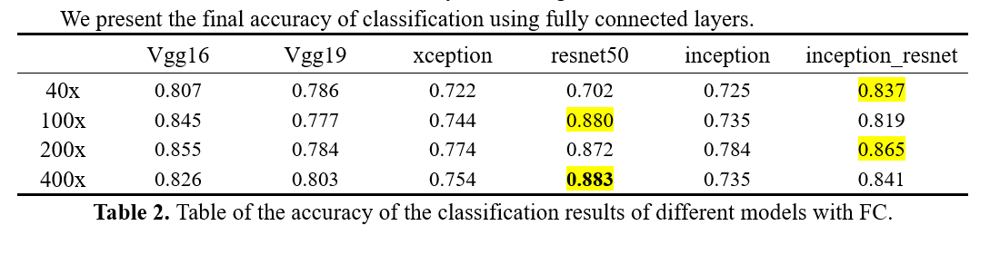 We present the final accuracy of classification using fully connected layers.
Vgg16 Vgg19 xception resnet50 inception inception_resnet
40x 0.807 0.786 0.722 0.702 0.725 0.837
100x 0.845 0.777 0.744 0.880 0.735 0.819
200x 0.855 0.784 0.774 0.872 0.784 0.865
400x 0.826 0.803 0.754 0.883 0.735 0.841
Table 2. Table of the accuracy of the classification results of different models with FC.